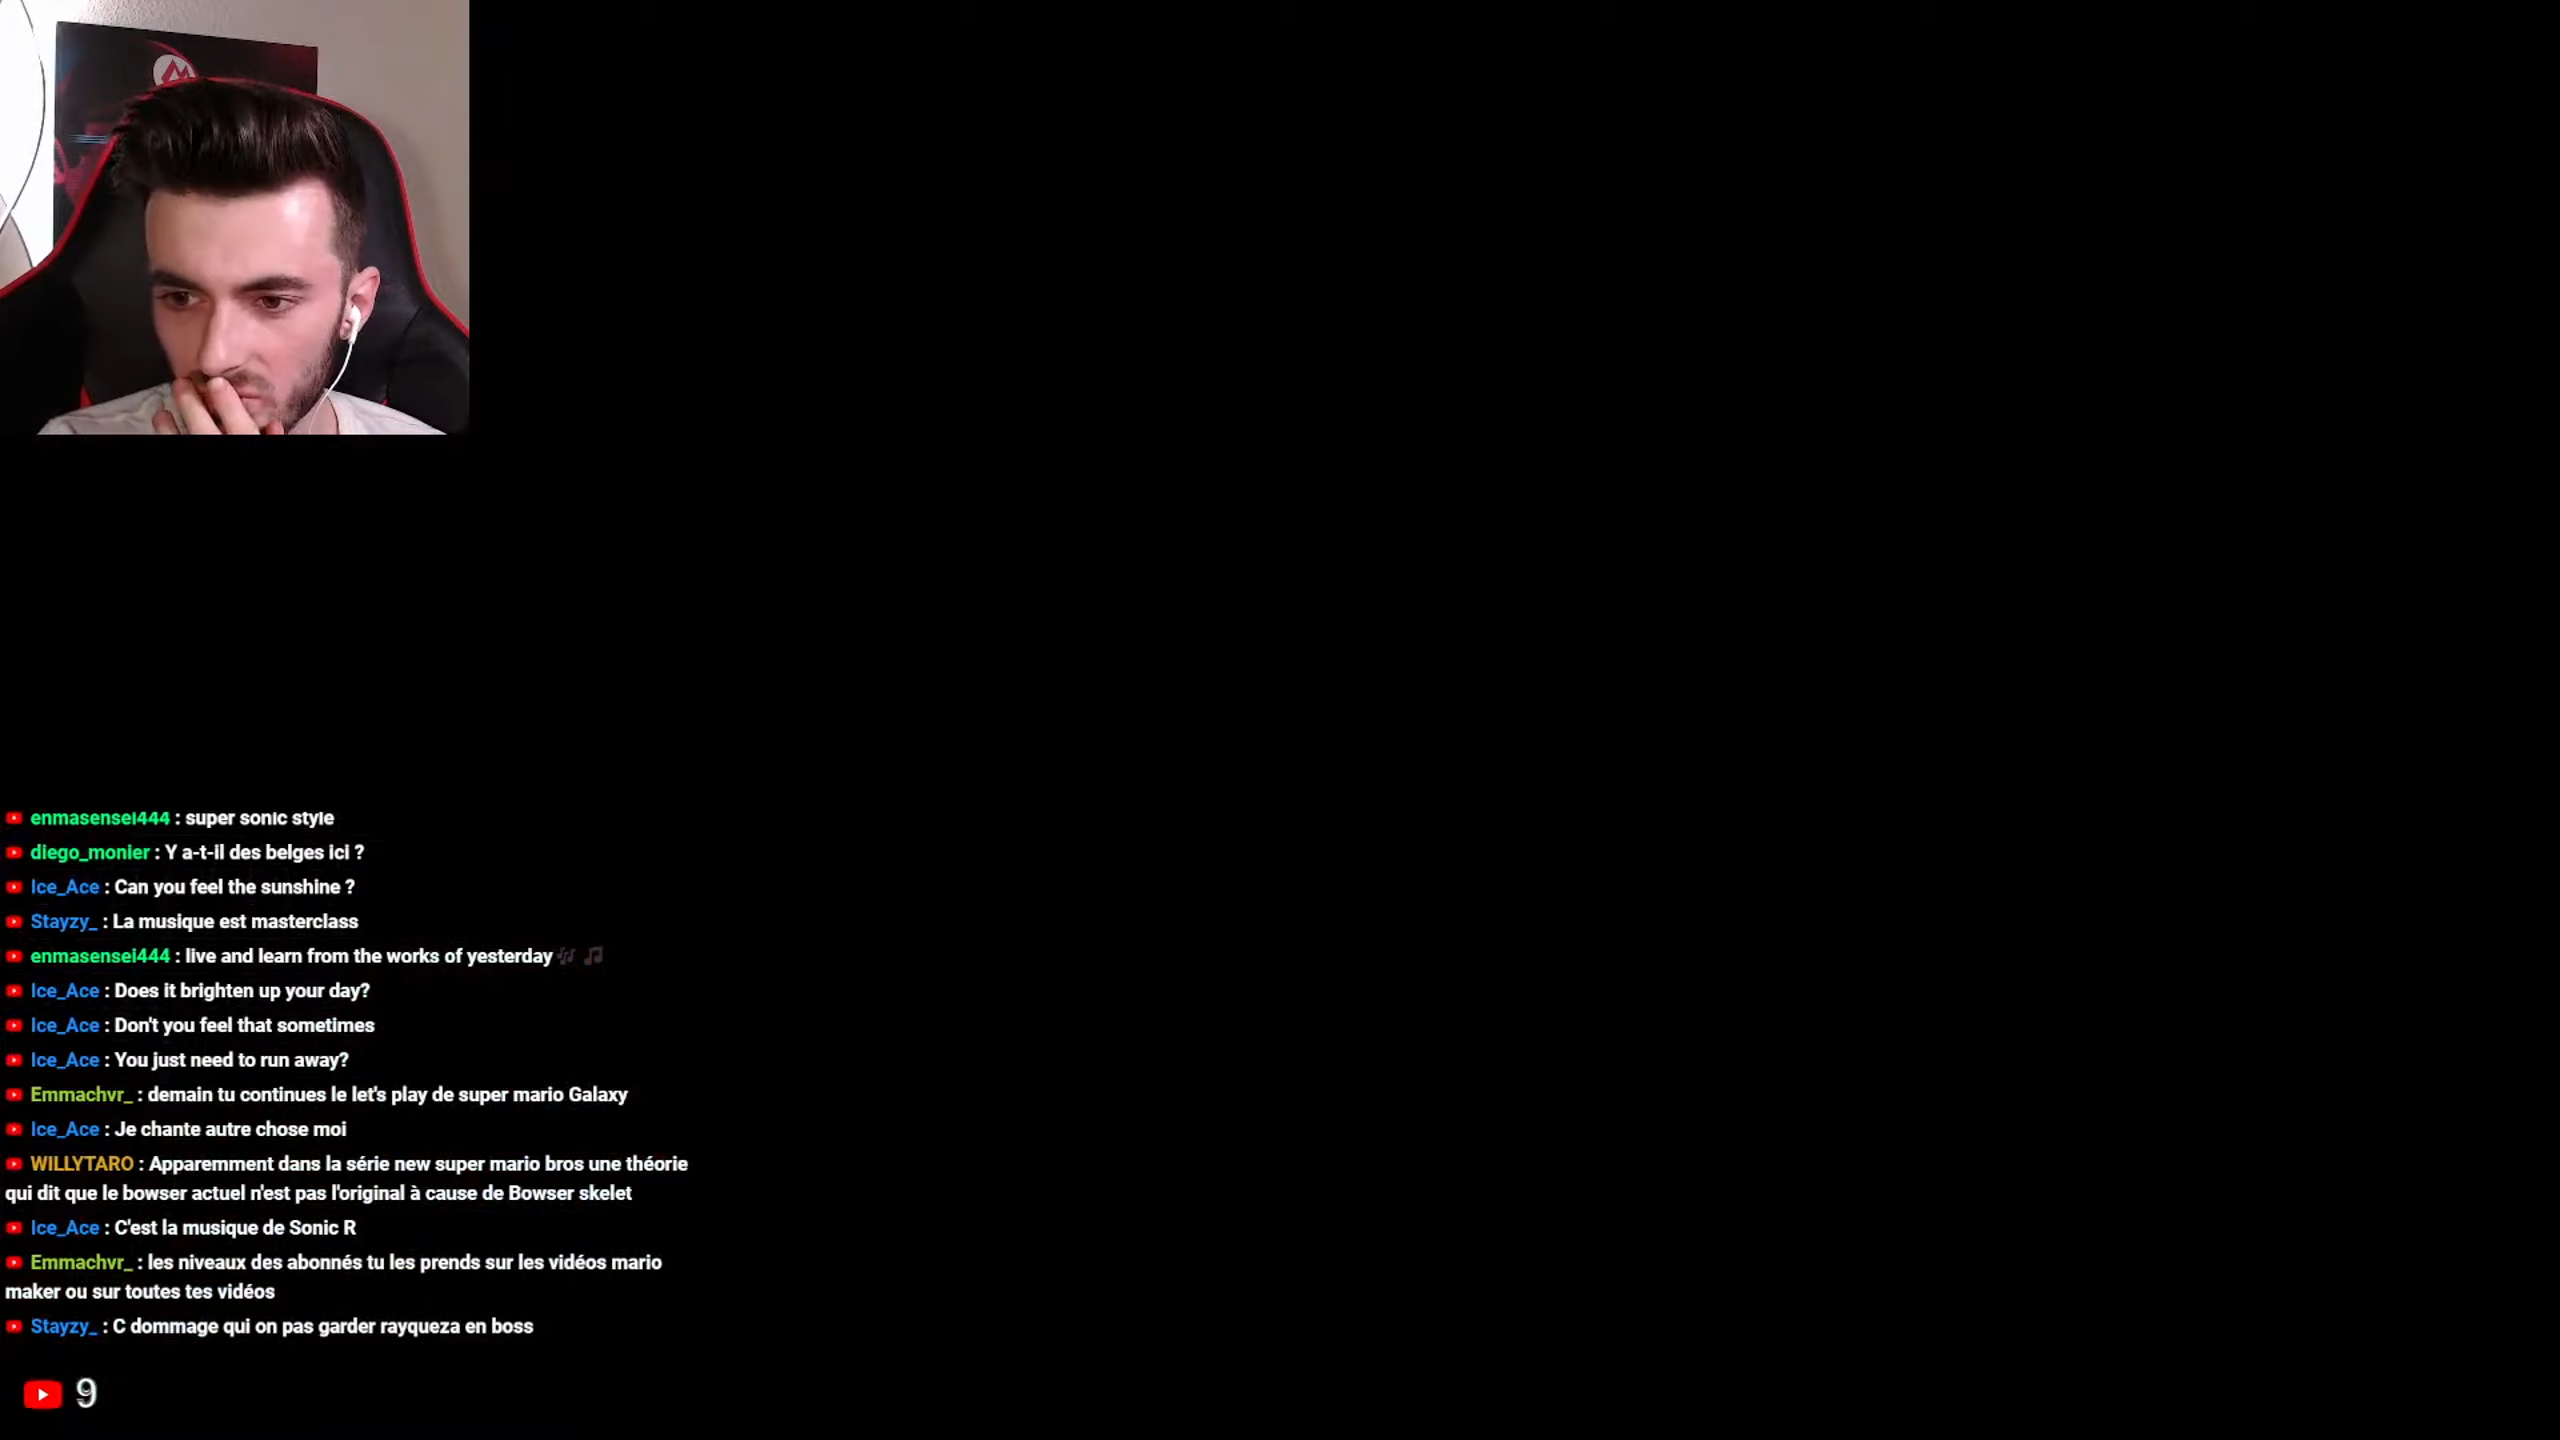 enmasensei444 : super sonic style
diego_monier : Y a-t-il des belges ici ?
Ice_Ace : Can you feel the sunshine ?
Stayzy_ : La musique est masterclass
enmasensei444 : live and learn from the works of yesterday🎶 🎵
Ice_Ace : Does it brighten up your day?
Ice_Ace : Don't you feel that sometimes
Ice_Ace : You just need to run away?
Emmachvr_ : demain tu continues le let's play de super mario Galaxy
Ice_Ace : Je chante autre chose moi
WILLYTARO : Apparemment dans la série new super mario bros une théorie
qui dit que le bowser actuel n'est pas l'original à cause de Bowser skelet
Ice_Ace : C'est la musique de Sonic R
Emmachvr_ : les niveaux des abonnés tu les prends sur les vidéos mario
maker ou sur toutes tes vidéos
Stayzy_ : C dommage qui on pas garder rayqueza en boss
9